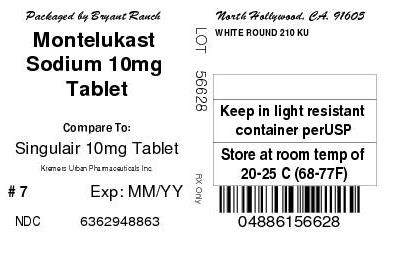 Packaged by Bryant Ranch
Montelukast
Sodium 10mg
Tablet
Compare To:
Singulair 10mg Tablet
Kremers Urban Pharmaceuticals Inc.
# 7 Exp: MM/YY
NDC 6362948863
LOT 56628
RX Only
North Hollywood, CA. 91605
WHITE ROUND 210 KU
Keep in light resistant
container perUSP
Store at room temp of
20-25 C (68-77F)
04886156628